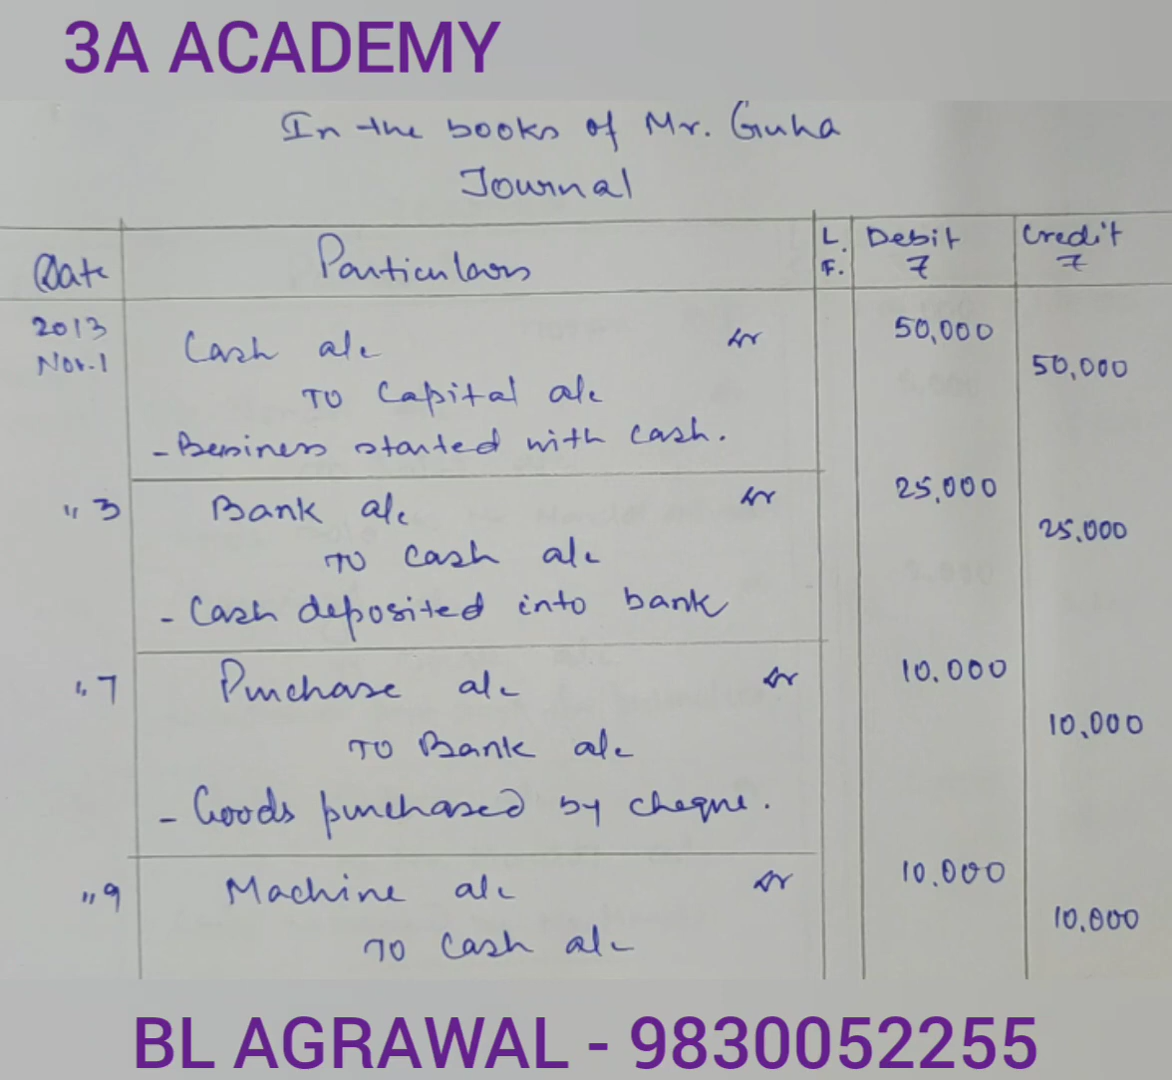 3A ACADEMY
In the books of Mr. Guha
Journal
Date Particulars L. F. Debit ₹ Credit ₹
2013
Nov. 1 Cash a/c Dr 50,000
To Capital a/c 50,000
- Business started with cash.
" 3 Bank a/c Dr 25,000
To Cash a/c 25,000
- Cash deposited into bank
" 7 Purchase a/c Dr 10,000
To Bank a/c 10,000
- Goods purchased by cheque.
" 9 Machine a/c Dr 10,000
To Cash a/c 10,000
BL AGRAWAL - 9830052255